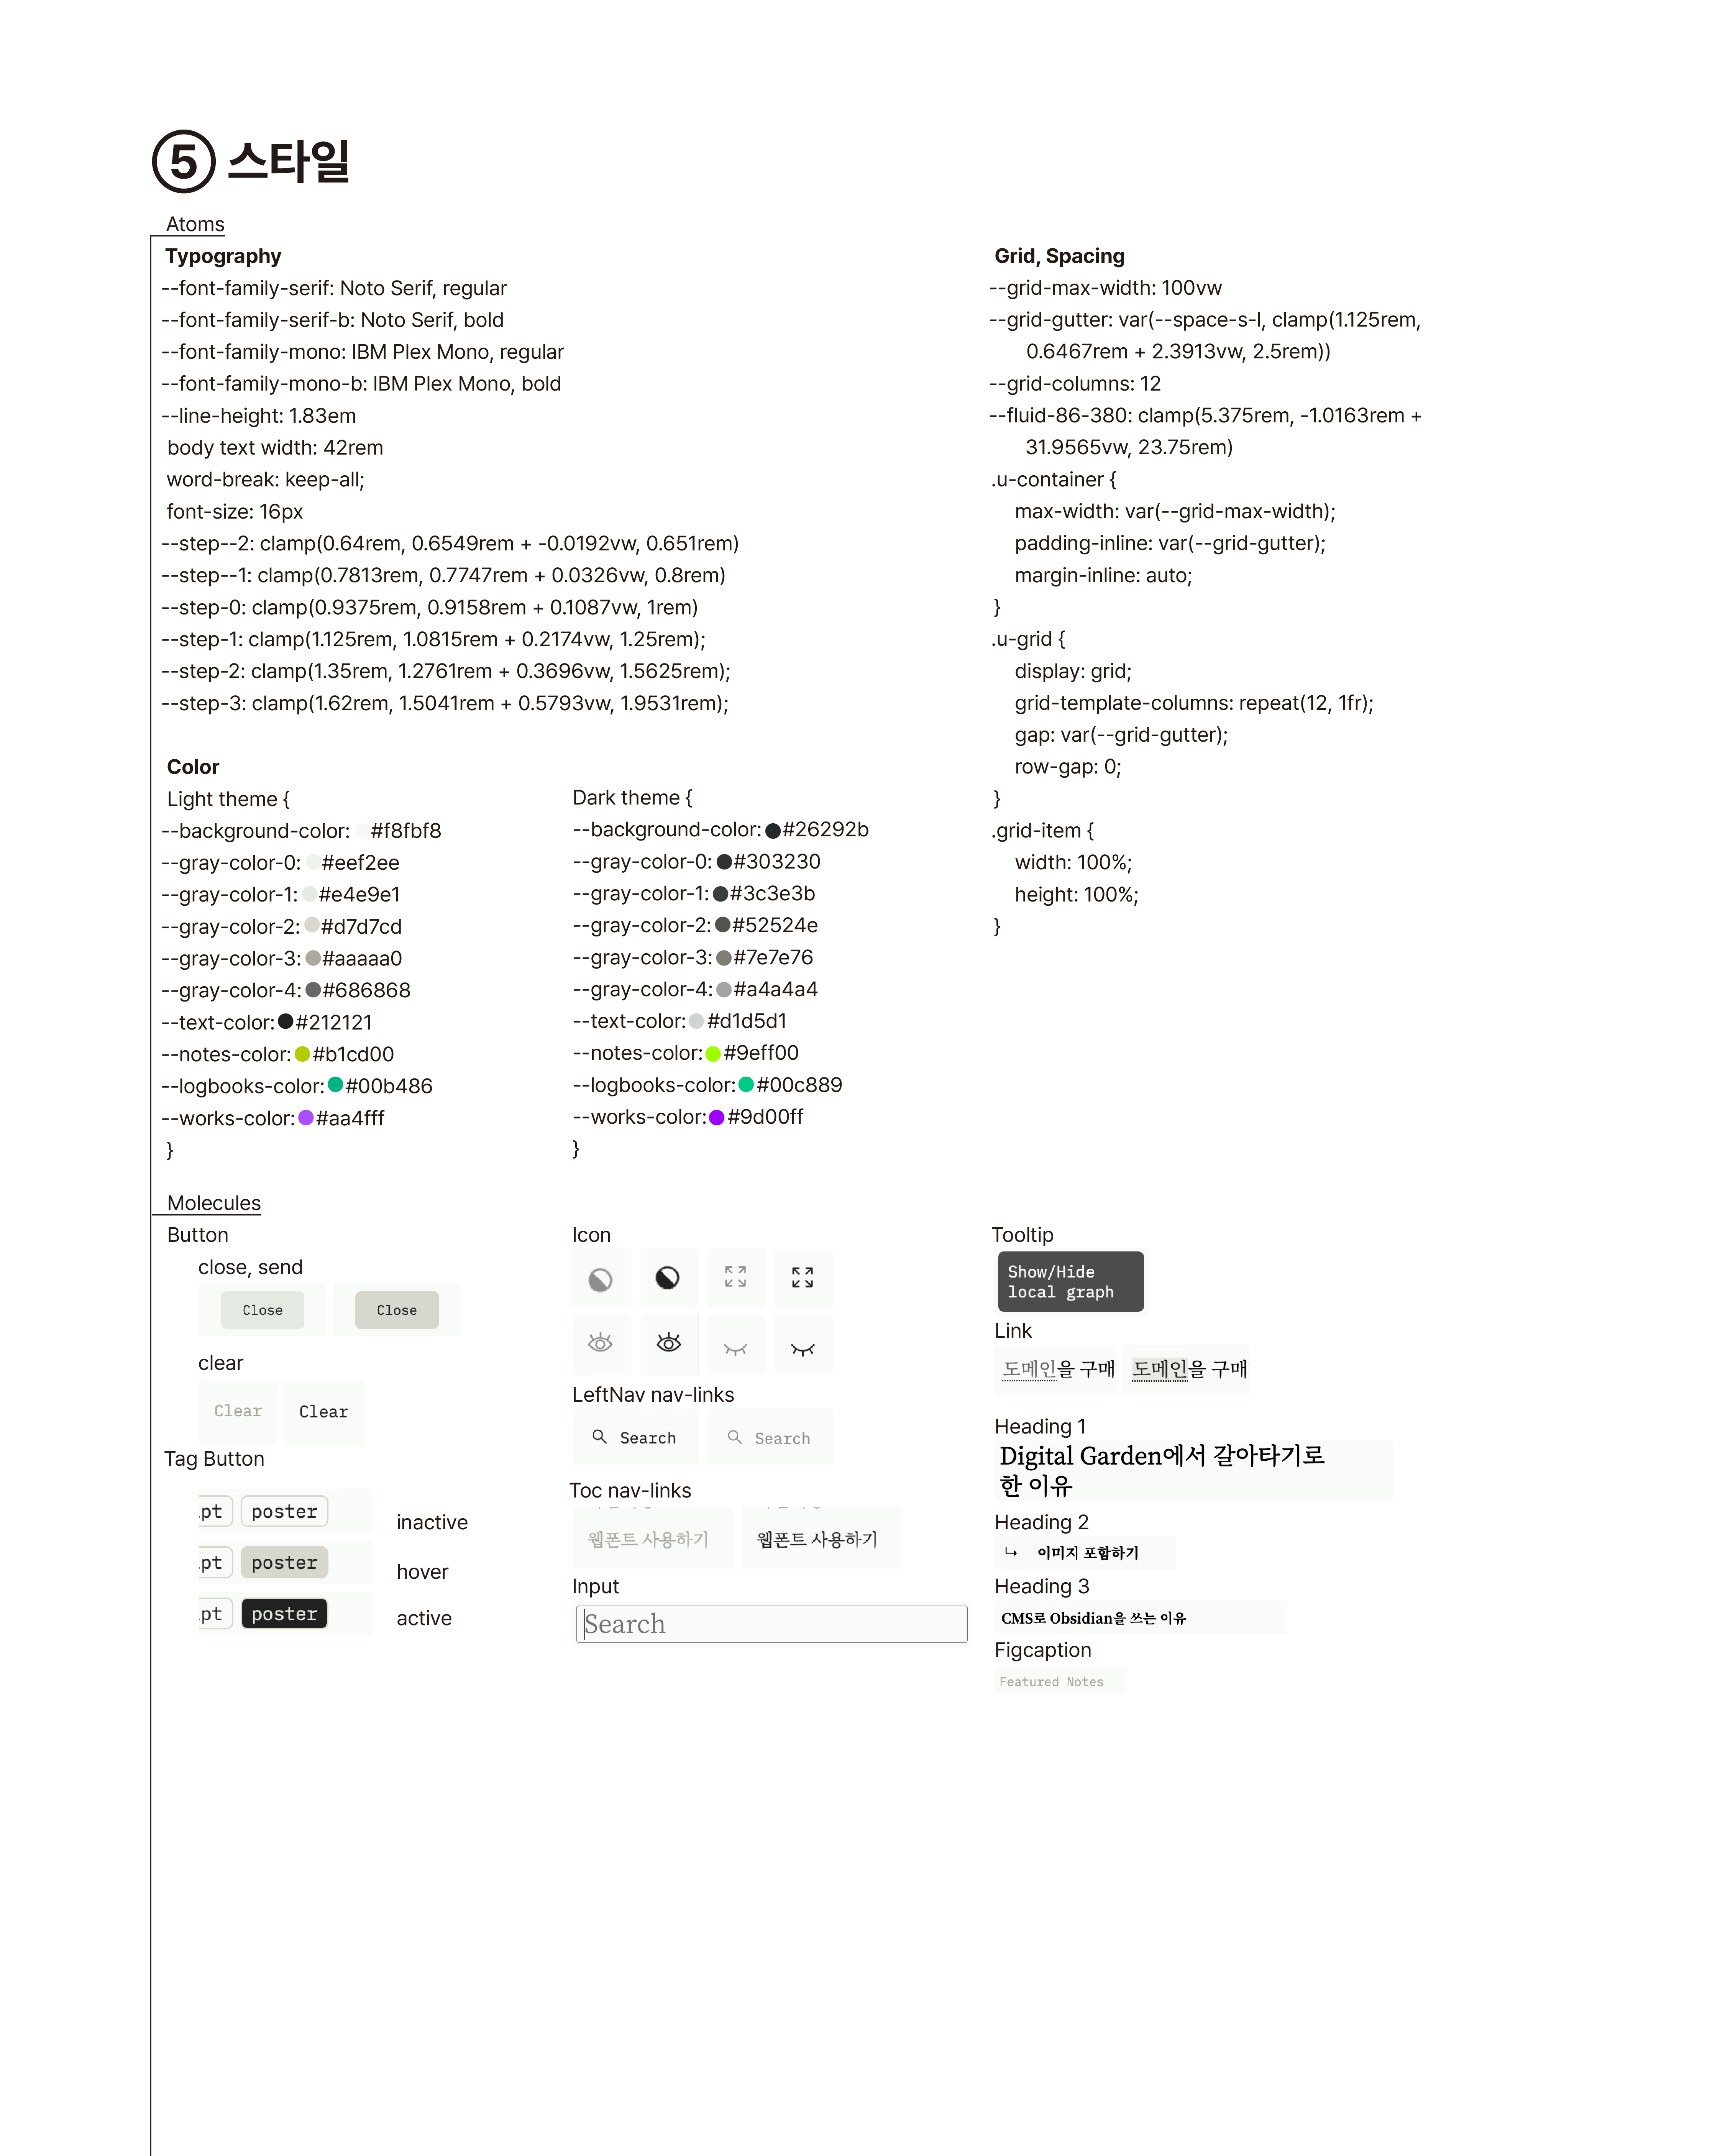 ⑤ 스타일
Atoms
Typography
--font-family-serif: Noto Serif, regular
--font-family-serif-b: Noto Serif, bold
--font-family-mono: IBM Plex Mono, regular
--font-family-mono-b: IBM Plex Mono, bold
--line-height: 1.83em
body text width: 42rem
word-break: keep-all;
font-size: 16px
--step--2: clamp(0.64rem, 0.6549rem + -0.0192vw, 0.651rem)
--step--1: clamp(0.7813rem, 0.7747rem + 0.0326vw, 0.8rem)
--step-0: clamp(0.9375rem, 0.9158rem + 0.1087vw, 1rem)
--step-1: clamp(1.125rem, 1.0815rem + 0.2174vw, 1.25rem);
--step-2: clamp(1.35rem, 1.2761rem + 0.3696vw, 1.5625rem);
--step-3: clamp(1.62rem, 1.5041rem + 0.5793vw, 1.9531rem);
Color
Light theme {
--background-color: #f8fbf8
--gray-color-0: #eef2ee
--gray-color-1: #e4e9e1
--gray-color-2: #d7d7cd
--gray-color-3: #aaaaa0
--gray-color-4: #686868
--text-color: #212121
--notes-color: #b1cd00
--logbooks-color: #00b486
--works-color: #aa4fff
}
Dark theme {
--background-color: #26292b
--gray-color-0: #303230
--gray-color-1: #3c3e3b
--gray-color-2: #52524e
--gray-color-3: #7e7e76
--gray-color-4: #a4a4a4
--text-color: #d1d5d1
--notes-color: #9eff00
--logbooks-color: #00c889
--works-color: #9d00ff
}
Grid, Spacing
--grid-max-width: 100vw
--grid-gutter: var(--space-s-l, clamp(1.125rem,
0.6467rem + 2.3913vw, 2.5rem))
--grid-columns: 12
--fluid-86-380: clamp(5.375rem, -1.0163rem +
31.9565vw, 23.75rem)
.u-container {
max-width: var(--grid-max-width);
padding-inline: var(--grid-gutter);
margin-inline: auto;
}
.u-grid {
display: grid;
grid-template-columns: repeat(12, 1fr);
gap: var(--grid-gutter);
row-gap: 0;
}
.grid-item {
width: 100%;
height: 100%;
}
Molecules
Button
close, send
Close Close
clear
Clear Clear
Tag Button
pt poster inactive
pt poster hover
pt poster active
Icon
LeftNav nav-links
Search Search
Toc nav-links
웹폰트 사용하기 웹폰트 사용하기
Input
Search
Tooltip
Show/Hide
local graph
Link
도메인을 구매 도메인을 구매
Heading 1
Digital Garden에서 갈아타기로
한 이유
Heading 2
↳ 이미지 포함하기
Heading 3
CMS로 Obsidian을 쓰는 이유
Figcaption
Featured Notes